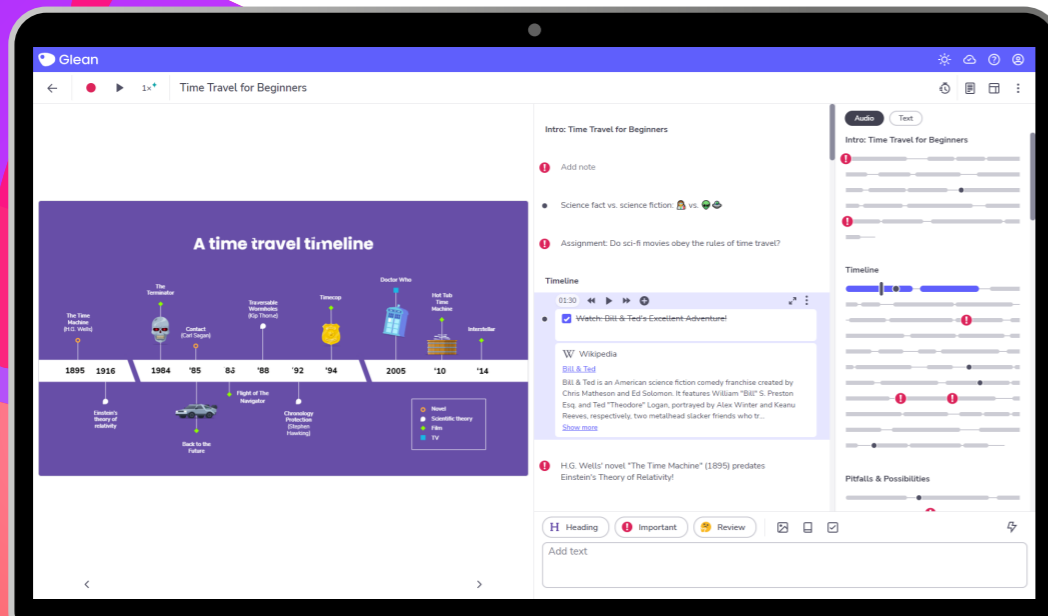 Glean
1x
Time Travel for Beginners
A time travel timeline
The
Terminator
Doctor Who
The Time
Machine
(H.G. Wells)
Contact
(Carl Sagan)
Traversable
Wormholes
(Kip Thorne)
Timecop
Hot Tub
Time
Machine
Interstellar
1895 1916 1984 '85 '88 '92 '94 2005 '10 '14
Einstein's
theory of
relativity
Back to the
Future
Flight of The
Navigator
Chronology
Protection
(Stephen
Hawking)
Novel
Scientific theory
Film
TV
Intro: Time Travel for Beginners
Add note
Science fact vs. science fiction: 👩‍🔬 vs. 👽🛸
Assignment: Do sci-fi movies obey the rules of time travel?
Timeline
01:30
Watch: Bill & Ted's Excellent Adventure!
W Wikipedia
Bill & Ted
Bill & Ted is an American science fiction comedy franchise created by
Chris Matheson and Ed Solomon. It features William "Bill" S. Preston
Esq. and Ted "Theodore" Logan, portrayed by Alex Winter and Keanu
Reeves, respectively, two metalhead slacker friends who tr...
Show more
H.G. Wells' novel "The Time Machine" (1895) predates
Einstein's Theory of Relativity!
H Heading
Important
Review
Add text
Audio
Text
Intro: Time Travel for Beginners
Timeline
Pitfalls & Possibilities